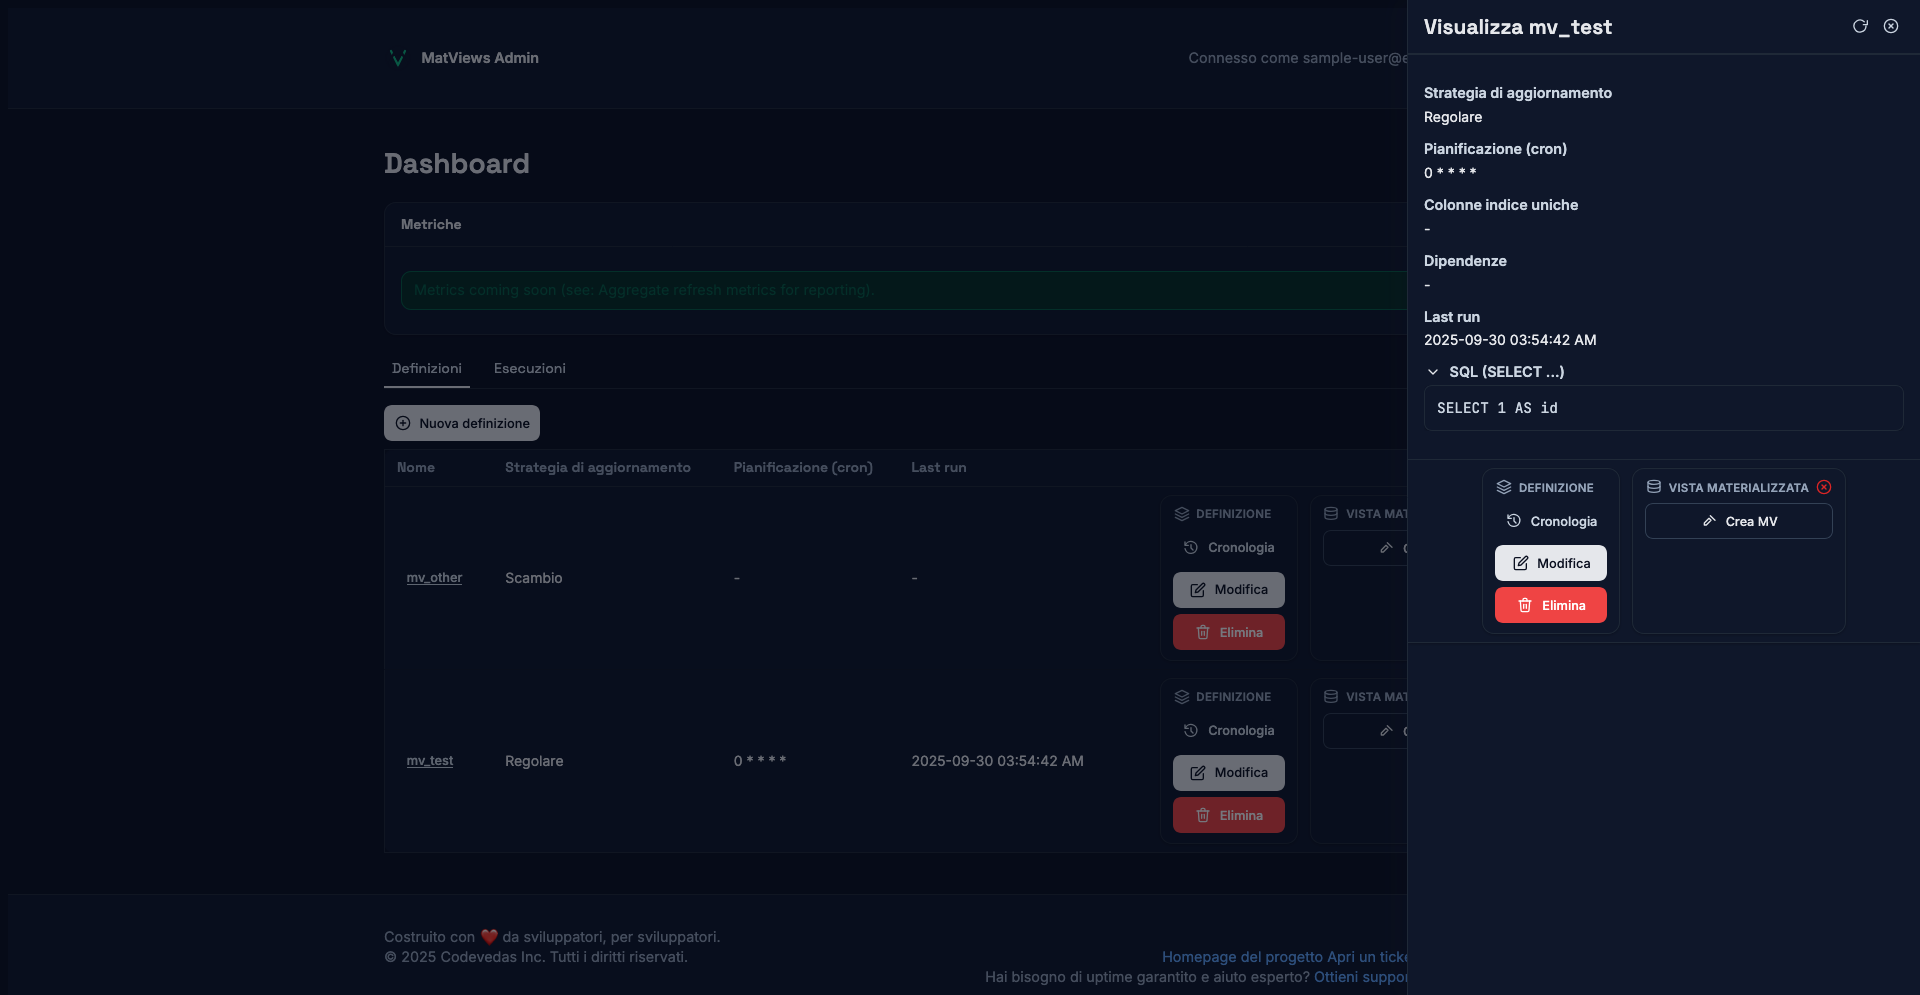 MatViews Admin
Connesso come sample-user@e
Dashboard
Metriche
Metrics coming soon (see: Aggregate refresh metrics for reporting).
Definizioni Esecuzioni
Nuova definizione
Nome Strategia di aggiornamento Pianificazione (cron) Last run
mv_other Scambio - -
DEFINIZIONE
Cronologia
Modifica
Elimina
VISTA MAT
mv_test Regolare 0 * * * * 2025-09-30 03:54:42 AM
DEFINIZIONE
Cronologia
Modifica
Elimina
VISTA MAT
Costruito con ❤️ da sviluppatori, per sviluppatori.
© 2025 Codevedas Inc. Tutti i diritti riservati.
Homepage del progetto Apri un ticke
Hai bisogno di uptime garantito e aiuto esperto? Ottieni suppor
Visualizza mv_test
Strategia di aggiornamento
Regolare
Pianificazione (cron)
0 * * * *
Colonne indice uniche
-
Dipendenze
-
Last run
2025-09-30 03:54:42 AM
SQL (SELECT ...)
SELECT 1 AS id
DEFINIZIONE
Cronologia
Modifica
Elimina
VISTA MATERIALIZZATA
Crea MV